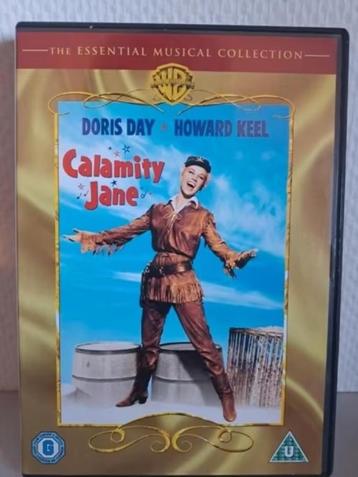 THE ESSENTIAL MUSICAL COLLECTION
WB
DORIS DAY • HOWARD KEEL
Calamity
Jane
G
U